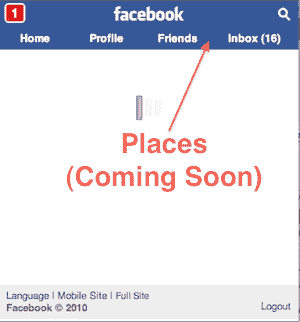 1 facebook
Home Profile Friends Inbox (16)
Places
(Coming Soon)
Language | Mobile Site | Full Site
Facebook © 2010
Logout